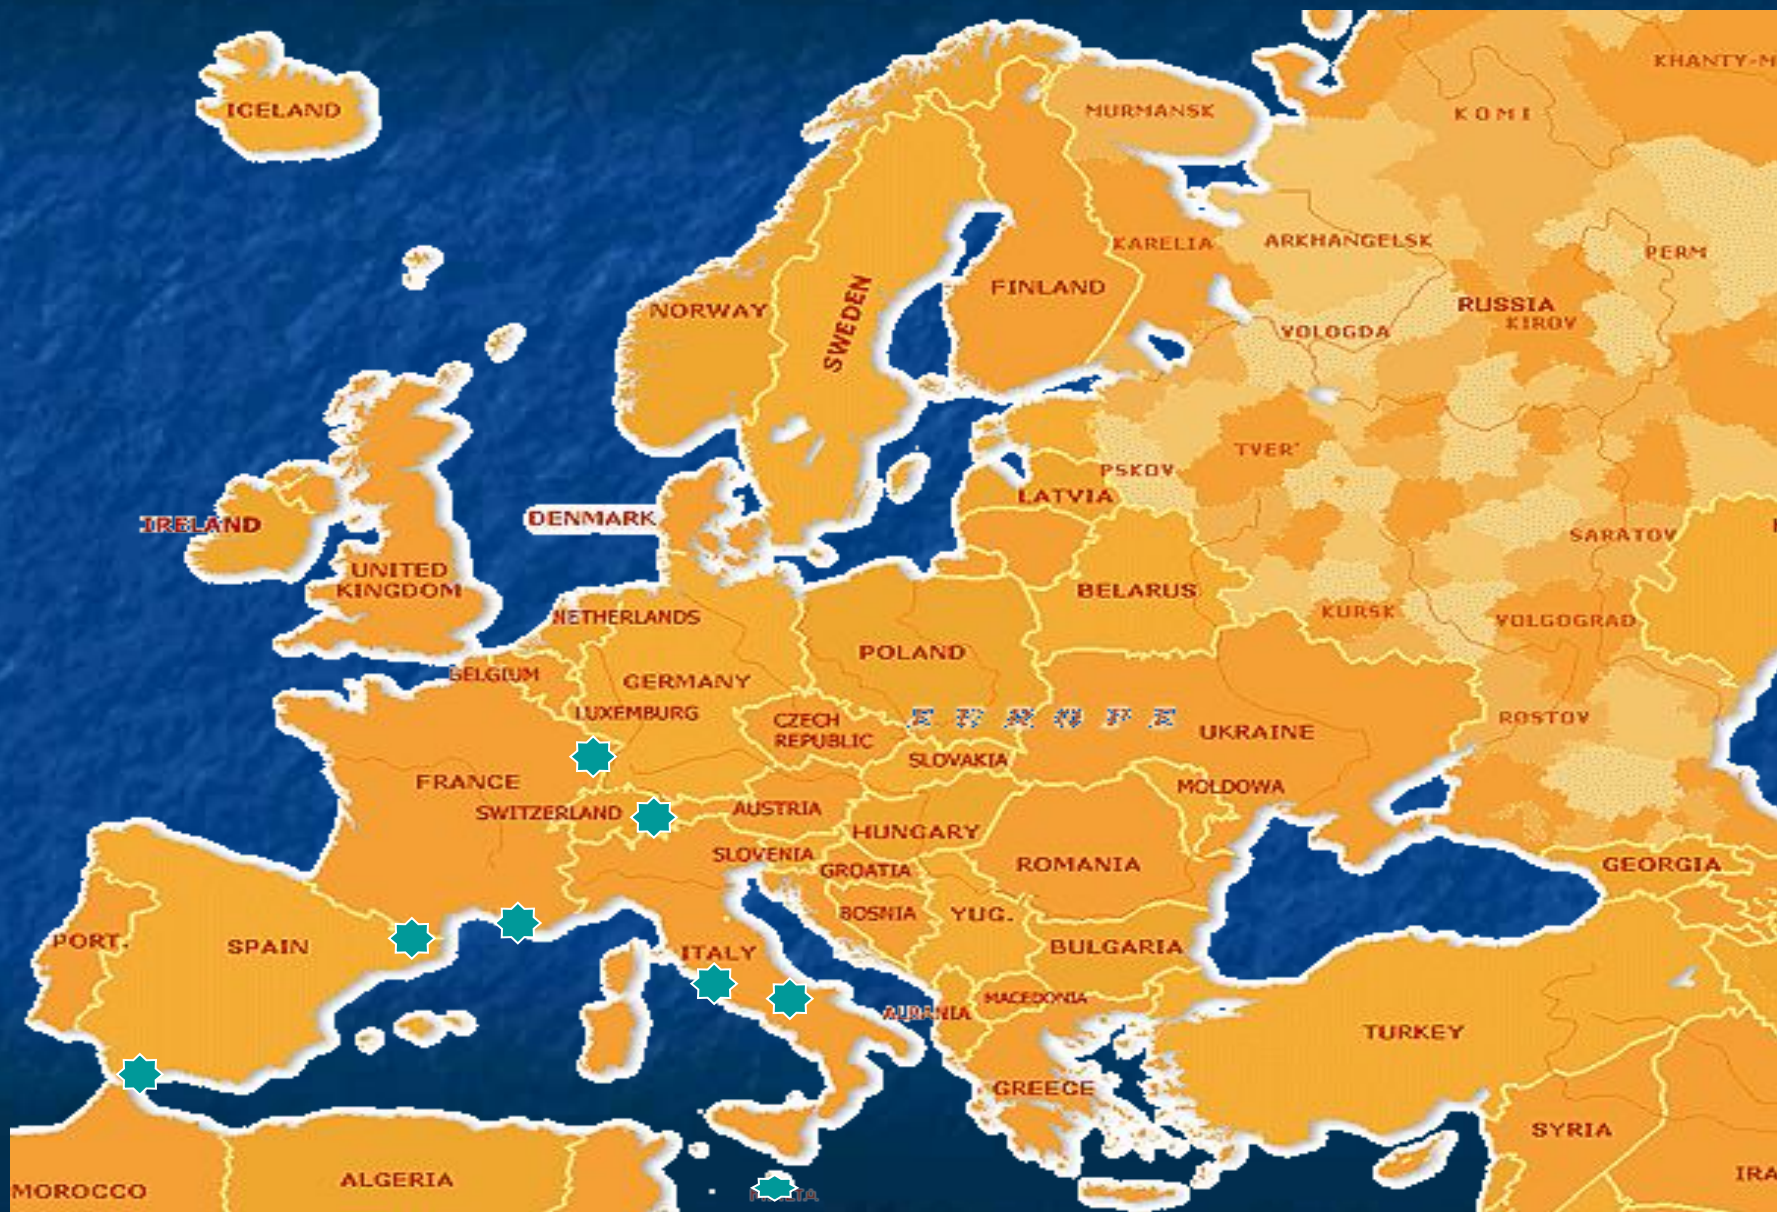 KHANTY-M
ICELAND
MURMANSK
KOMI
KARELIA
ARKHANGELSK
PERM
NORWAY
SWEDEN
FINLAND
RUSSIA
KIROV
VOLOGDA
TVER'
PSKOV
LATVIA
IRELAND
DENMARK
SARATOV
UNITED
KINGDOM
BELARUS
NETHERLANDS
KURSK
VOLGOGRAD
POLAND
BELGIUM
GERMANY
LUXEMBURG
CZECH
REPUBLIC
EUROPE
UKRAINE
ROSTOV
SLOVAKIA
FRANCE
MOLDOVA
SWITZERLAND
AUSTRIA
HUNGARY
SLOVENIA
CROATIA
ROMANIA
GEORGIA
BOSNIA
YUG.
PORT.
SPAIN
ITALY
BULGARIA
MACEDONIA
ALBANIA
TURKEY
GREECE
SYRIA
ALGERIA
IRA
MOROCCO